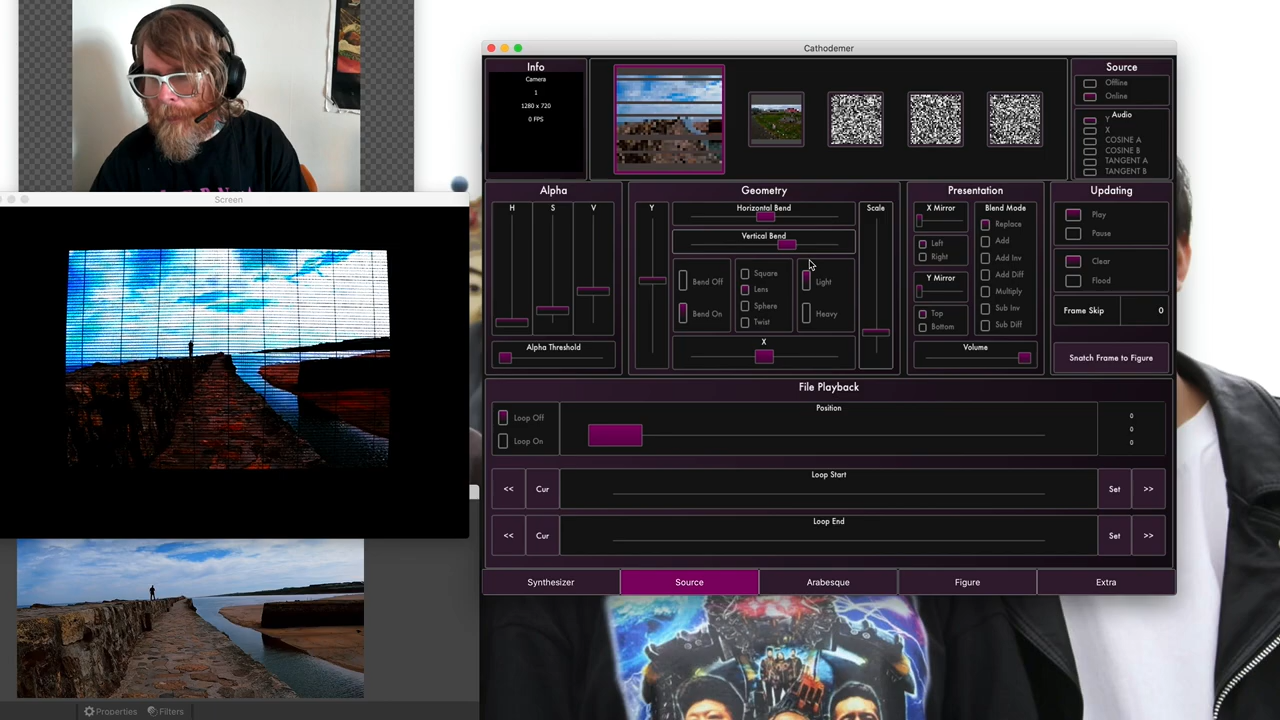 Cathodemer
Info
Camera
1
1280 x 720
0 FPS
Source
Offline
Online
Audio
Y
X
COSINE A
COSINE B
TANGENT A
TANGENT B
Screen
Alpha
H S V
Alpha Threshold
Geometry
Y
Horizontal Bend
Vertical Bend
Bend Off
Bend On
Square
Lens
Sphere
Twist
Light
Heavy
X
Scale
Presentation
X Mirror
Left
Right
Y Mirror
Top
Bottom
Blend Mode
Replace
Add
Add Inv
Add Diff
Multiply
Sub Inv
Sub Diff
Volume
Updating
Play
Pause
Clear
Flood
Frame Skip 0
Snatch Frame to Figure
File Playback
Loop Off
Loop On
Position
0
0
0
Loop Start
<< Cur Set >>
Loop End
<< Cur Set >>
Synthesizer Source Arabesque Figure Extra
Properties Filters